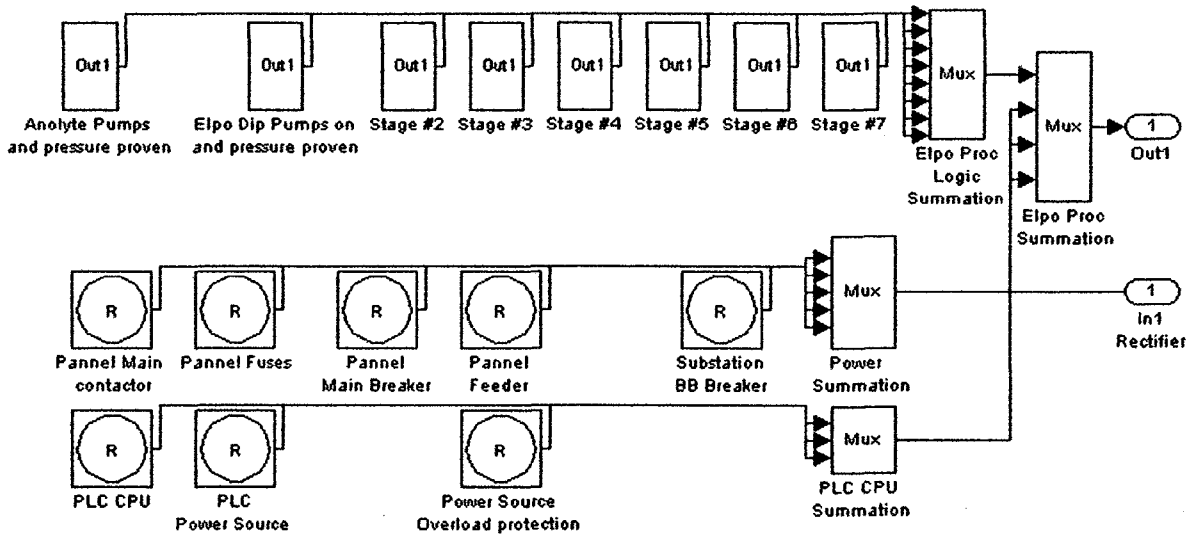 Out1
Out1
Out1
Out1
Out1
Out1
Out1
Out1
Mux
Anolyte Pumps
and pressure proven
Elpo Dip Pumps on
and pressure proven
Stage #2
Stage #3
Stage #4
Stage #5
Stage #6
Stage #7
Elpo Proc
Logic
Summation
Mux
Elpo Proc
Summation
1
Out1
R
Pannel Main
contactor
R
Pannel Fuses
R
Pannel
Main Breaker
R
Pannel
Feeder
R
Substation
BB Breaker
Mux
Power
Summation
1
In1
Rectifier
R
PLC CPU
R
PLC
Power Source
R
Power Source
Overload protection
Mux
PLC CPU
Summation